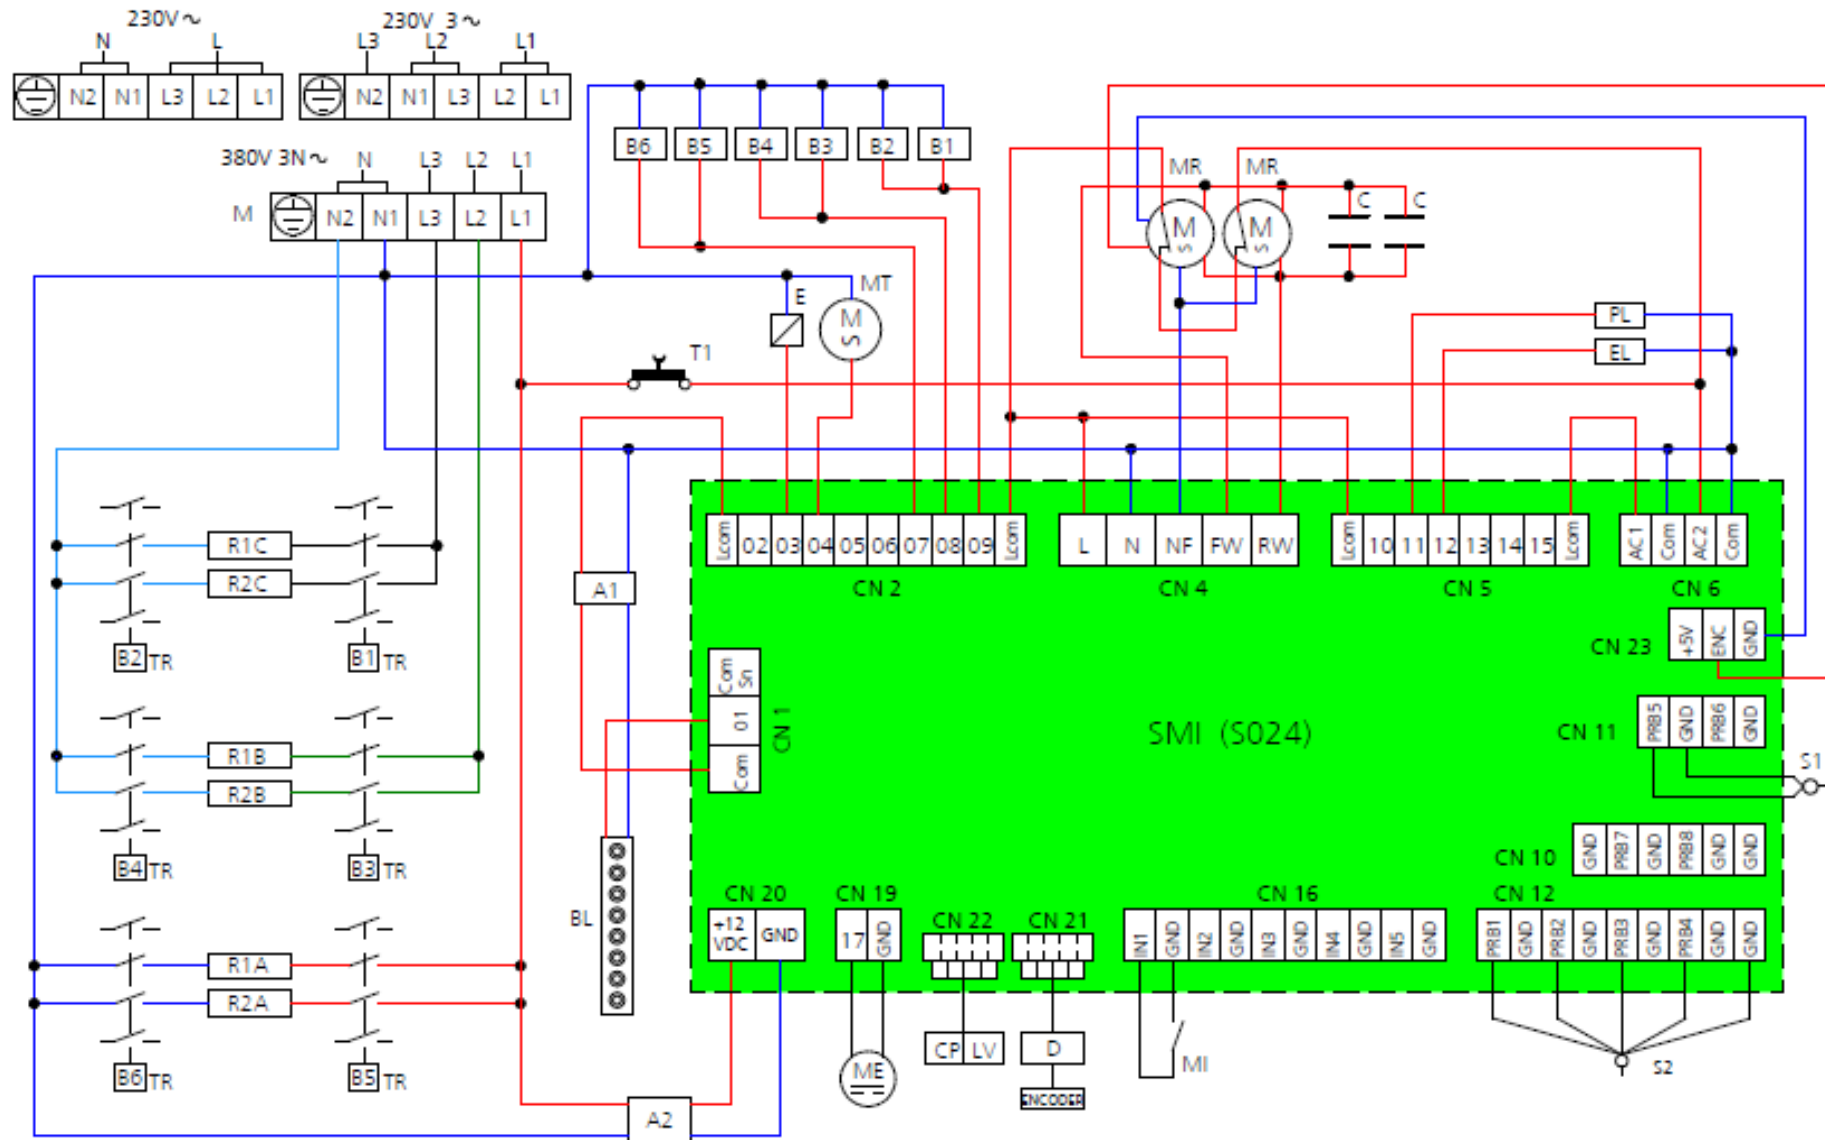 230V~ 230V 3~
N L L3 L2 L1
N2 N1 L3 L2 L1 N2 N1 L3 L2 L1
380V 3N~ N L3 L2 L1
M N2 N1 L3 L2 L1
B6 B5 B4 B3 B2 B1
MR MR C C
M S M S
E MT
M S
T1
PL
EL
Lcom 02 03 04 05 06 07 08 09 Lcom
CN 2
L N NF FW RW
CN 4
Lcom 10 11 12 13 14 15 Lcom
CN 5
AC1 Com AC2 Com
CN 6
R1C
R2C
B2 TR B1 TR
A1
CN 23 +5V ENC GND
Com Sn 01 Com
CN 1
SMI (S024)
CN 11 PRB5 GND PRB6 GND
S1
R1B
R2B
B4 TR B3 TR
CN 10 GND PRB7 GND PRB8 GND GND
BL
CN 20
+12 VDC GND
CN 19
17 GND
CN 22
CN 21
CN 16
IN1 GND IN2 GND IN3 GND IN4 GND IN5 GND
CN 12
PRB1 GND PRB2 GND PRB3 GND PRB4 GND GND
R1A
R2A
B6 TR B5 TR
A2
ME
CP LV
D
ENCODER
MI
S2